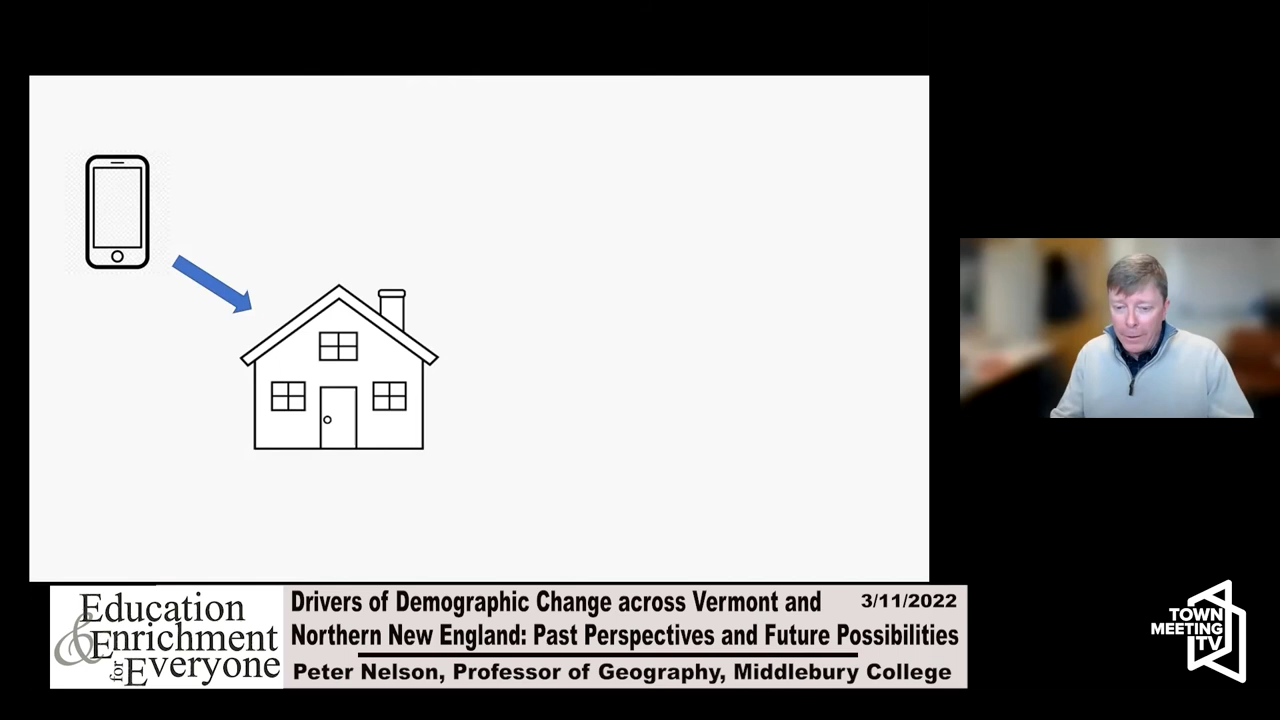 Education
& Enrichment
for Everyone
Drivers of Demographic Change across Vermont and
3/11/2022
Northern New England: Past Perspectives and Future Possibilities
Peter Nelson, Professor of Geography, Middlebury College
TOWN
MEETING
TV